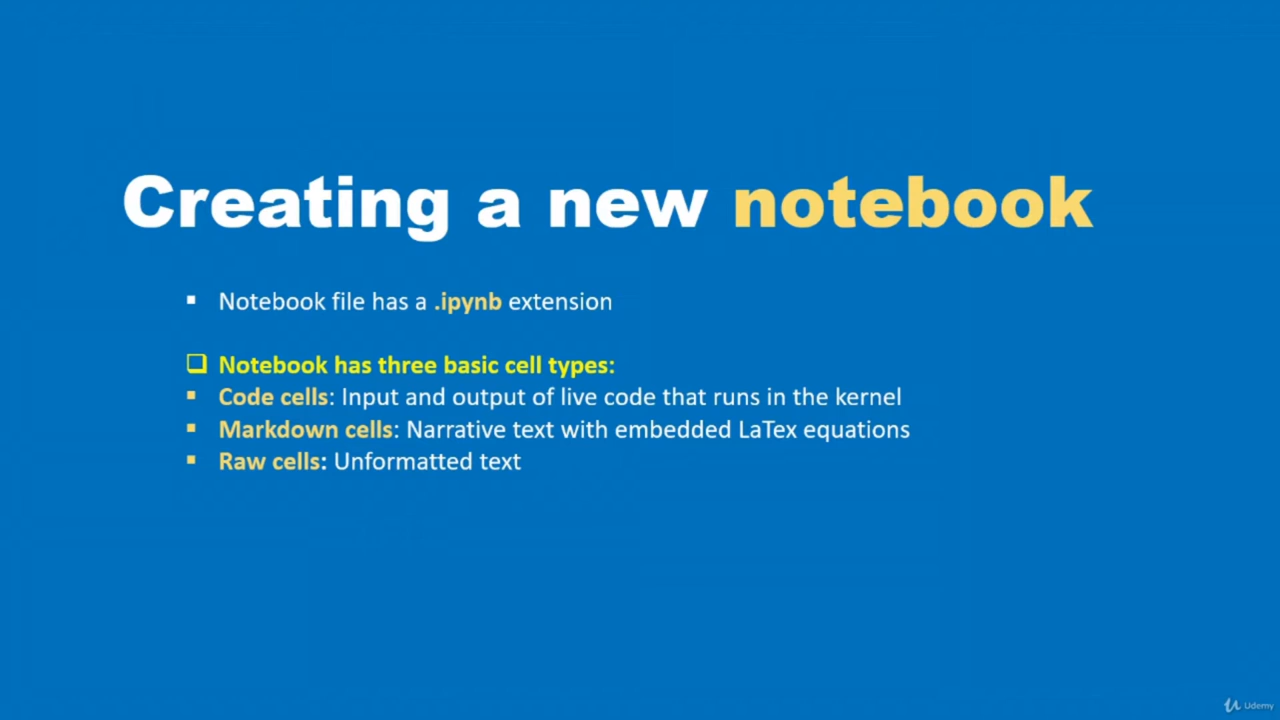 Creating a new notebook
▪ Notebook file has a .ipynb extension
❑ Notebook has three basic cell types:
▪ Code cells: Input and output of live code that runs in the kernel
▪ Markdown cells: Narrative text with embedded LaTex equations
▪ Raw cells: Unformatted text
Udemy